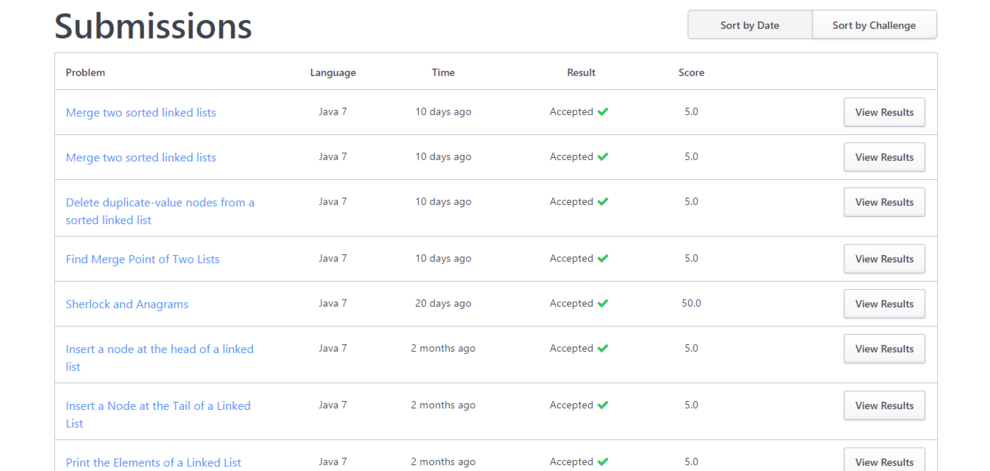 Submissions
Sort by Date Sort by Challenge
Problem Language Time Result Score
Merge two sorted linked lists Java 7 10 days ago Accepted 5.0 View Results
Merge two sorted linked lists Java 7 10 days ago Accepted 5.0 View Results
Delete duplicate-value nodes from a Java 7 10 days ago Accepted 5.0 View Results
sorted linked list
Find Merge Point of Two Lists Java 7 10 days ago Accepted 5.0 View Results
Sherlock and Anagrams Java 7 20 days ago Accepted 50.0 View Results
Insert a node at the head of a linked Java 7 2 months ago Accepted 5.0 View Results
list
Insert a Node at the Tail of a Linked Java 7 2 months ago Accepted 5.0 View Results
List
Print the Elements of a Linked List Java 7 2 months ago Accepted 5.0 View Results